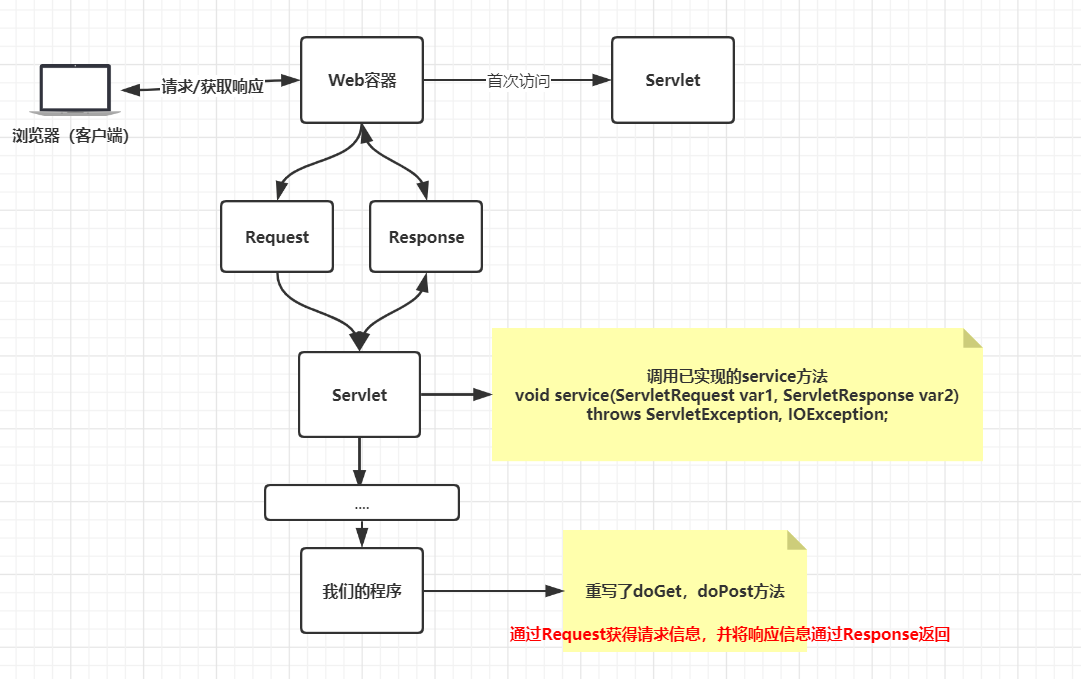 浏览器（客户端）
请求/获取响应
Web容器
首次访问
Servlet
Request
Response
Servlet
调用已实现的service方法
void service(ServletRequest var1, ServletResponse var2)
throws ServletException, IOException;
....
我们的程序
重写了doGet，doPost方法
通过Request获得请求信息，并将响应信息通过Response返回